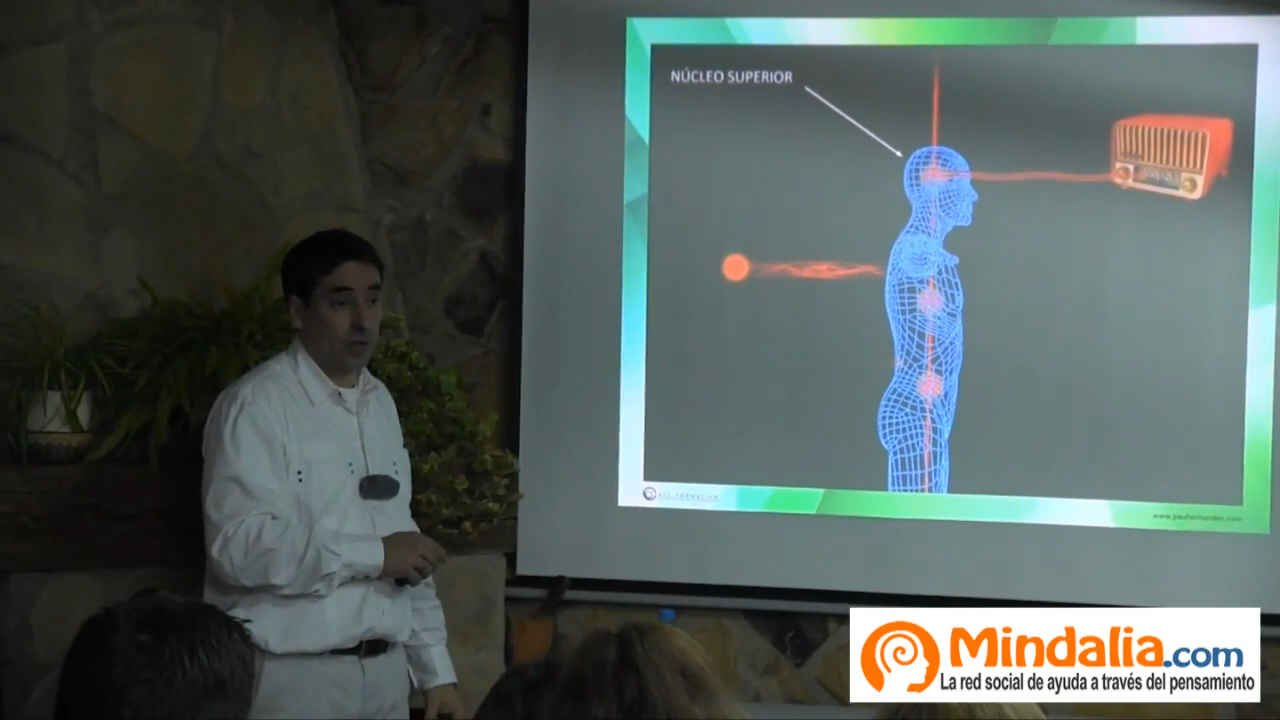 NÚCLEO SUPERIOR
Mindalia.com
La red social de ayuda a través del pensamiento